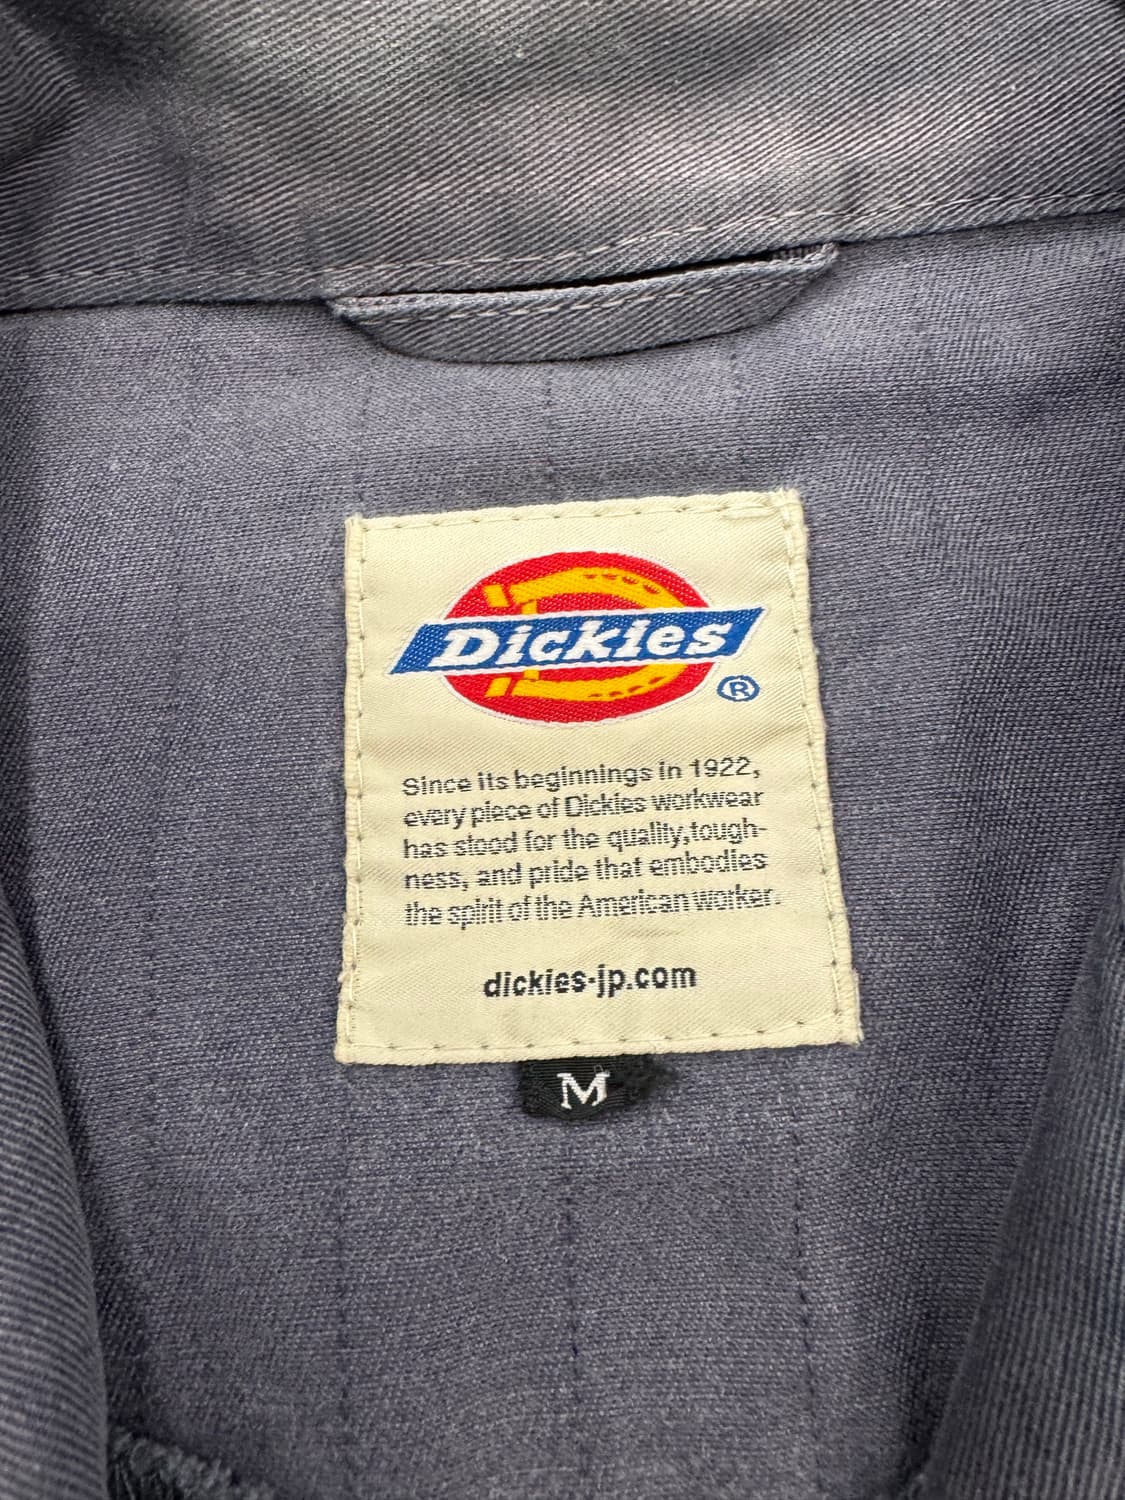 Dickies
®
Since its beginnings in 1922,
every piece of Dickies workwear
has stood for the quality,tough-
ness, and pride that embodies
the spirit of the American worker.
dickies-jp.com
M